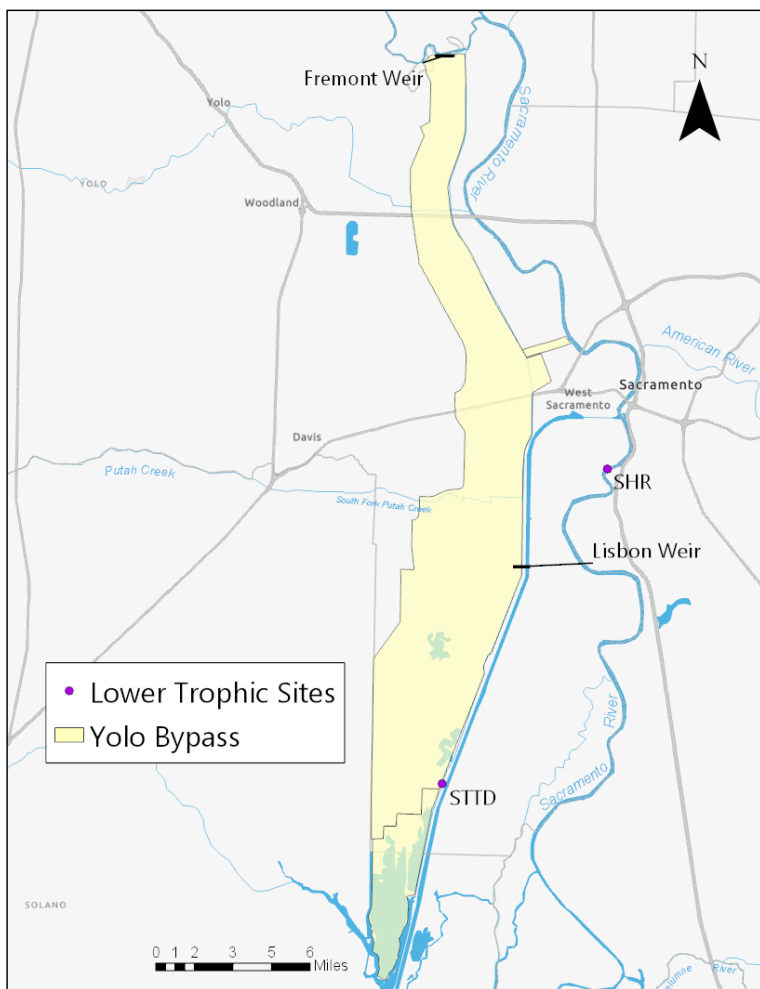 N
Fremont Weir
Sacramento River
Yolo
YOLO
Woodland
American River
Sacramento
West
Sacramento
Davis
Putah Creek
South Fork Putah Creek
SHR
Lisbon Weir
Lower Trophic Sites
Yolo Bypass
Sacramento River
STTD
SOLANO
0 1 2 3 5 6
Miles
River